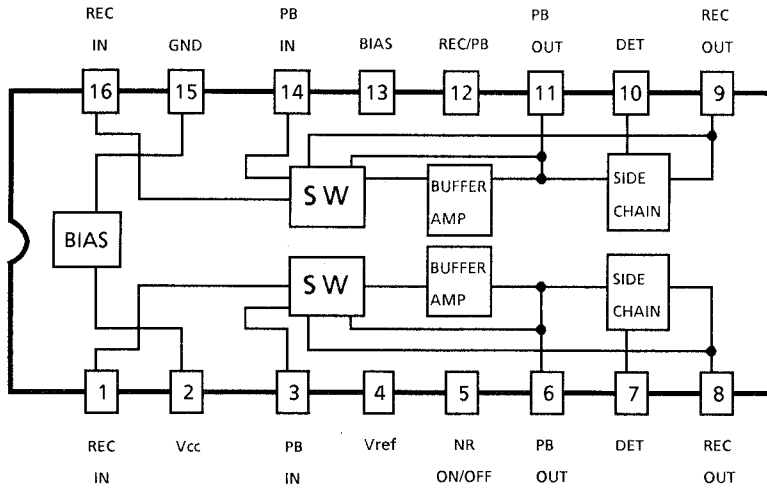 REC PB PB REC
IN GND IN BIAS REC/PB OUT DET OUT
16 15 14 13 12 11 10 9
SW BUFFER AMP SIDE CHAIN
BIAS
SW BUFFER AMP SIDE CHAIN
1 2 3 4 5 6 7 8
REC Vcc PB Vref NR PB DET REC
IN IN ON/OFF OUT OUT